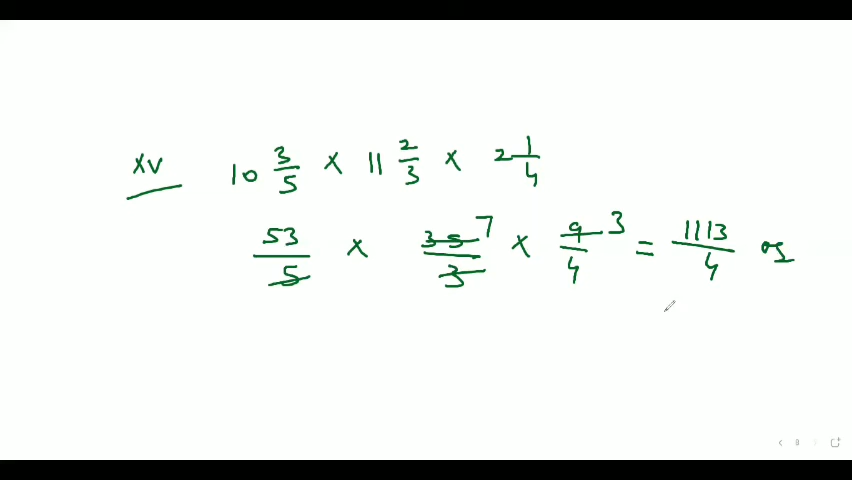 XV 10 3/5 × 11 2/3 × 2 1/4
53/5 × 35/3 7 × 9/4 3 = 1113/4 or